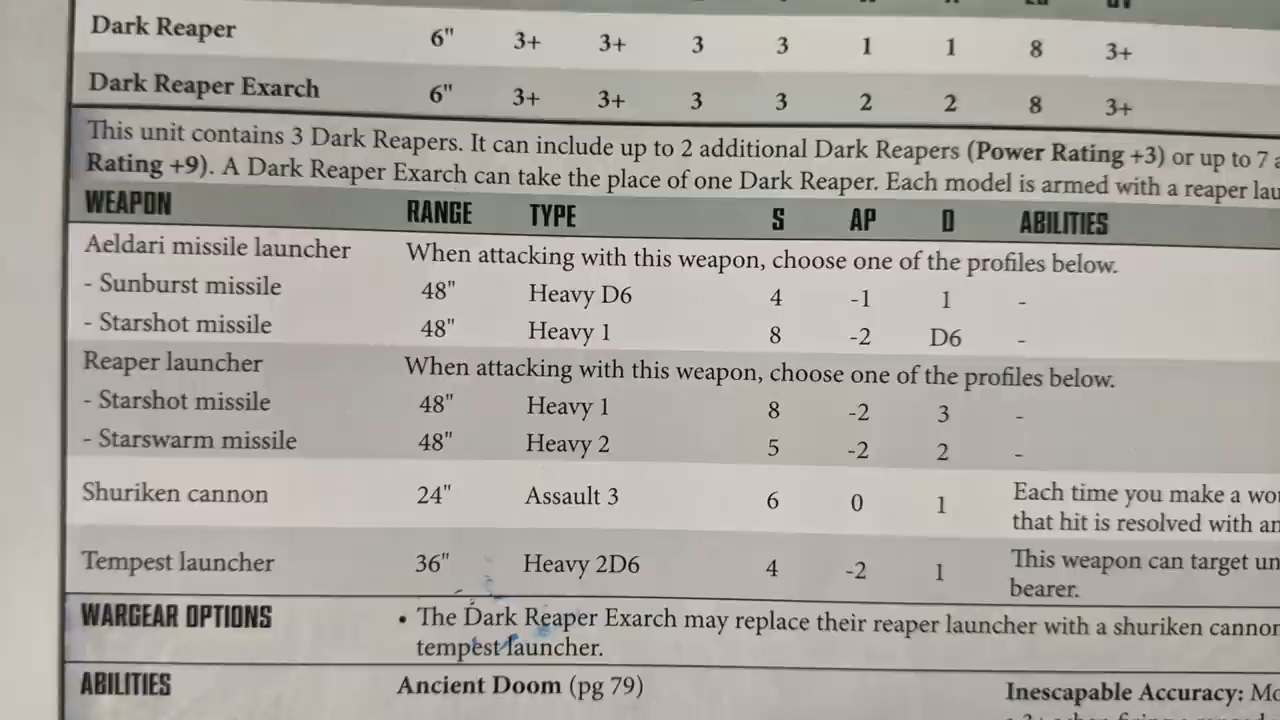 Dark Reaper 6" 3+ 3+ 3 3 1 1 8 3+
Dark Reaper Exarch 6" 3+ 3+ 3 3 2 2 8 3+
This unit contains 3 Dark Reapers. It can include up to 2 additional Dark Reapers (Power Rating +3) or up to 7
Rating +9). A Dark Reaper Exarch can take the place of one Dark Reaper. Each model is armed with a reaper lau
WEAPON RANGE TYPE S AP D ABILITIES
Aeldari missile launcher When attacking with this weapon, choose one of the profiles below.
- Sunburst missile 48" Heavy D6 4 -1 1 -
- Starshot missile 48" Heavy 1 8 -2 D6 -
Reaper launcher When attacking with this weapon, choose one of the profiles below.
- Starshot missile 48" Heavy 1 8 -2 3 -
- Starswarm missile 48" Heavy 2 5 -2 2 -
Shuriken cannon 24" Assault 3 6 0 1 Each time you make a wo
that hit is resolved with an
Tempest launcher 36" Heavy 2D6 4 -2 1 This weapon can target un
bearer.
WARGEAR OPTIONS • The Dark Reaper Exarch may replace their reaper launcher with a shuriken cannon
tempest launcher.
ABILITIES Ancient Doom (pg 79) Inescapable Accuracy: Mo